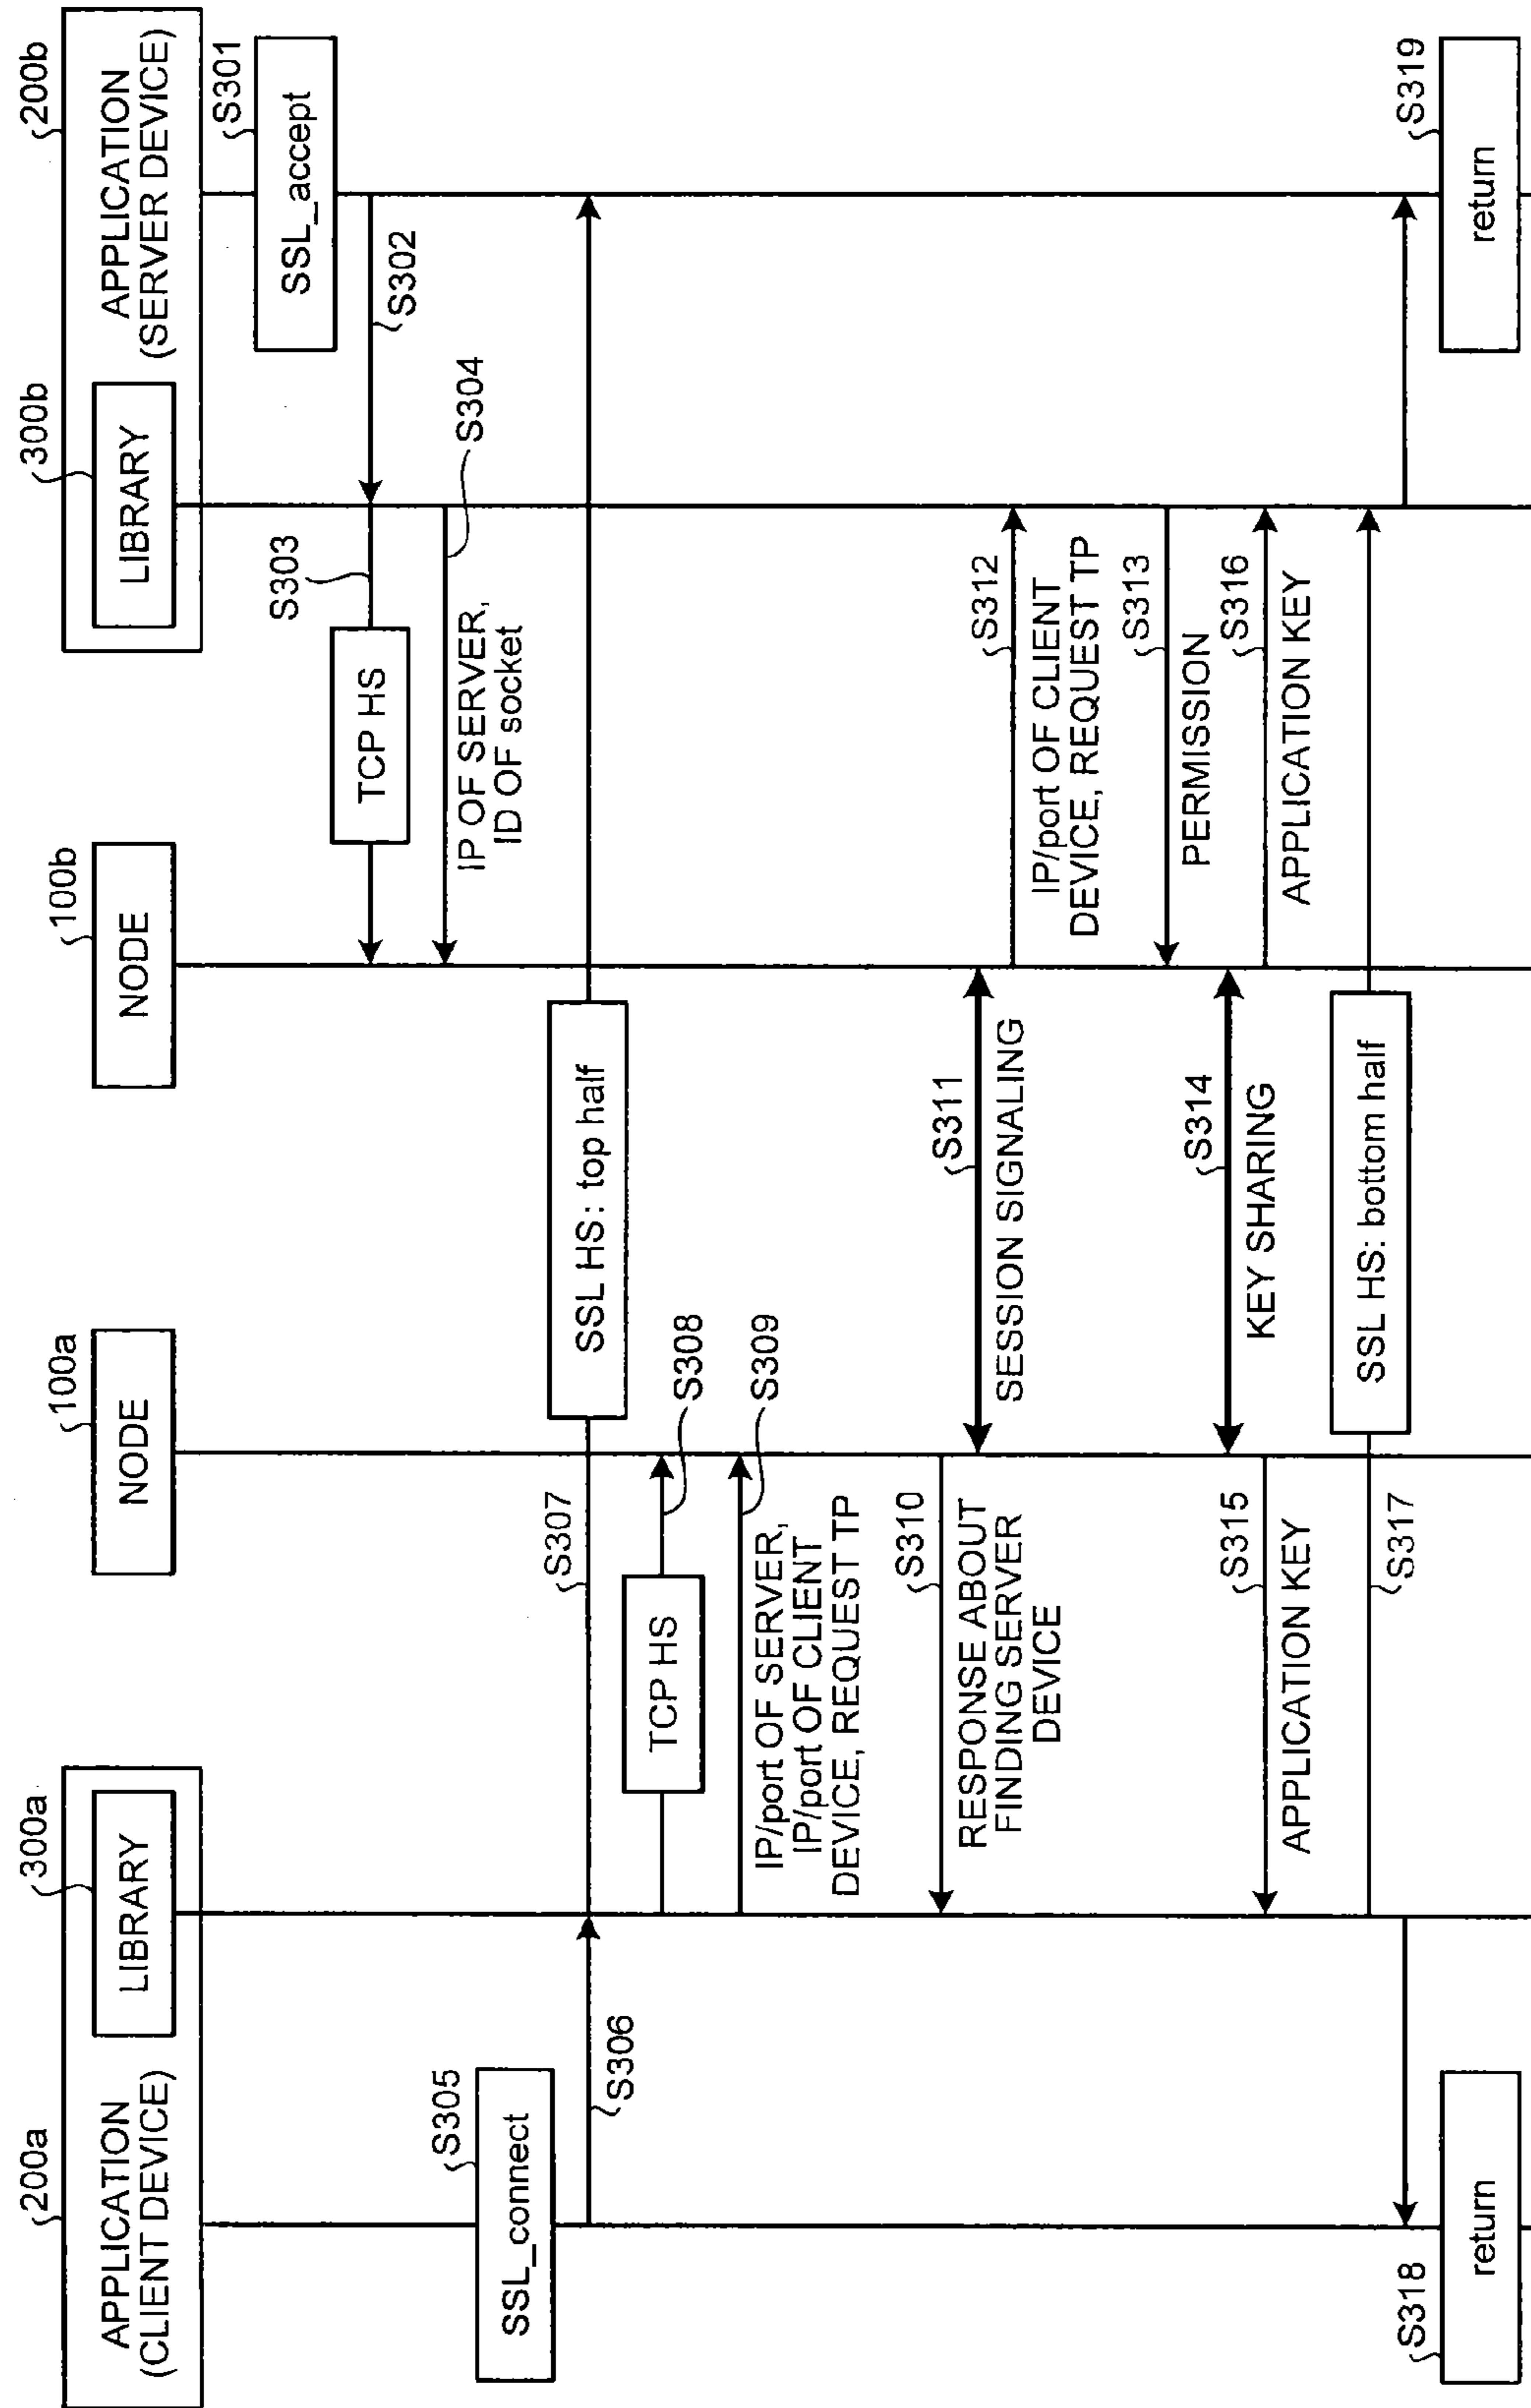 200a
APPLICATION
(CLIENT DEVICE)
300a
LIBRARY
100a
NODE
100b
NODE
300b
LIBRARY
200b
APPLICATION
(SERVER DEVICE)
S301
SSL_accept
S302
S303
TCP HS
S304
IP OF SERVER,
ID OF socket
S305
SSL_connect
S306
S307
SSL HS: top half
TCP HS
S308
S309
IP/port OF SERVER,
IP/port OF CLIENT
DEVICE, REQUEST TP
S310
RESPONSE ABOUT
FINDING SERVER
DEVICE
S311
SESSION SIGNALING
S312
IP/port OF CLIENT
DEVICE, REQUEST TP
S313
PERMISSION
S314
KEY SHARING
S315
APPLICATION KEY
S316
APPLICATION KEY
S317
SSL HS: bottom half
S318
return
S319
return